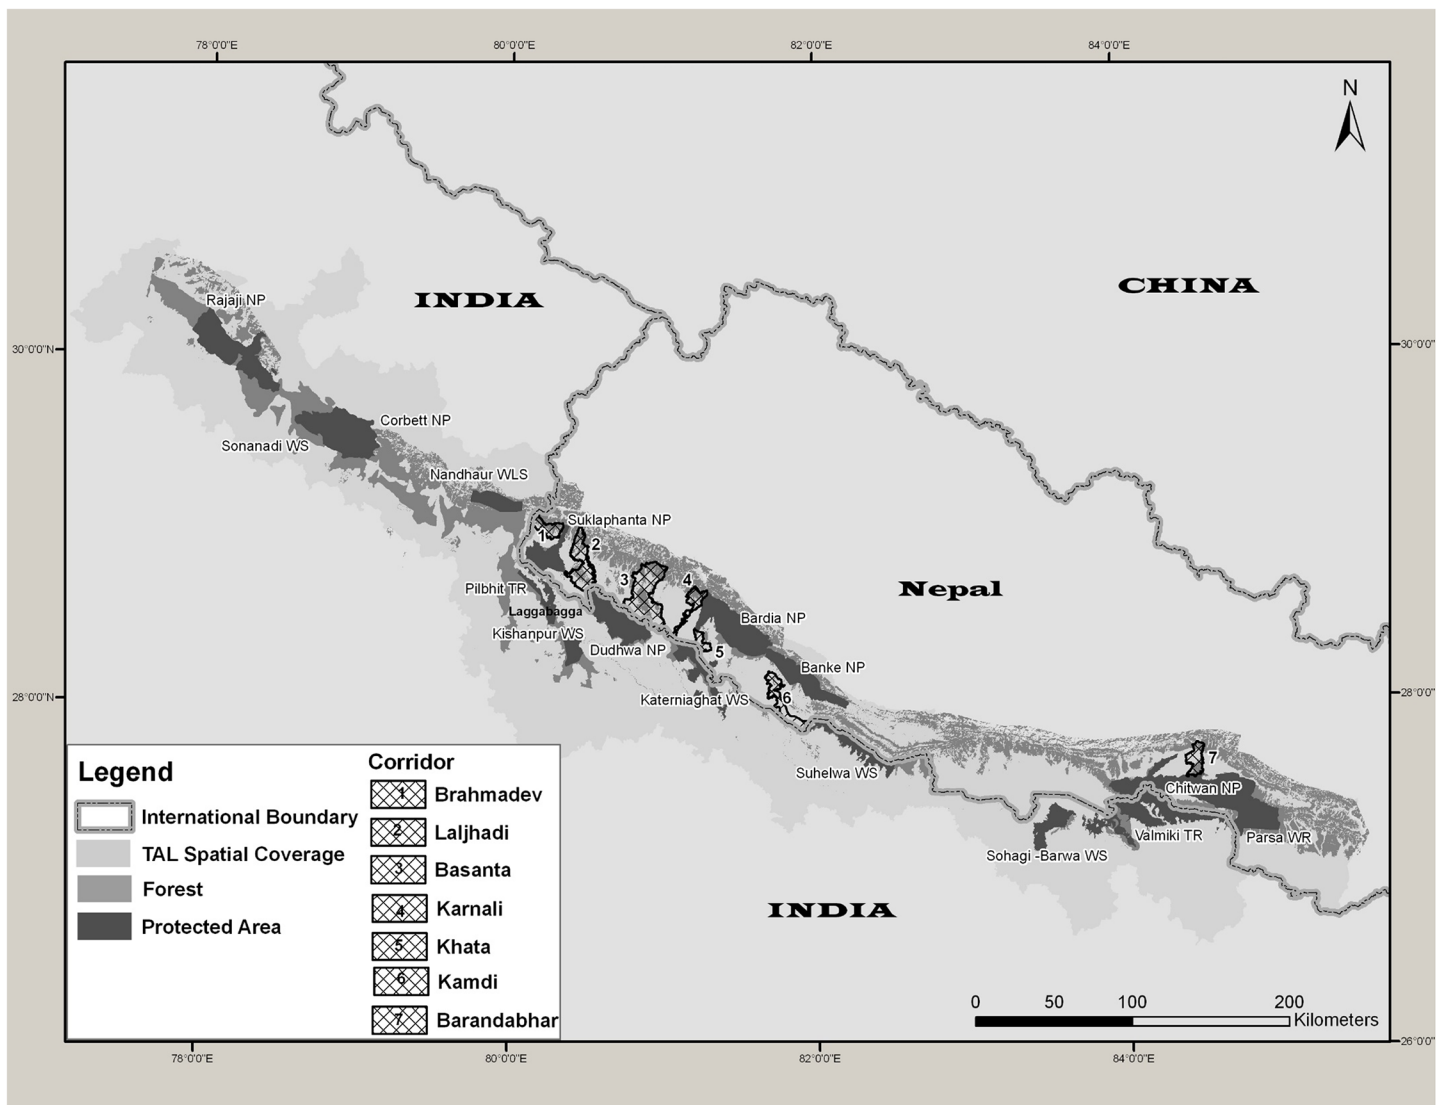 78°0'0"E 80°0'0"E 82°0'0"E 84°0'0"E
N
CHINA
INDIA
Rajaji NP
30°0'0"N
30°0'0"
Corbett NP
Sonanadi WS
Nandhaur WLS
Suklaphanta NP
1
2
3
4
Nepal
Pilbhit TR
Laggabagga
Bardia NP
Kishanpur WS
Dudhwa NP
5
Banke NP
28°0'0"N
Katerniaghat WS
6
28°0'0"
7
Suhelwa WS
Chitwan NP
Valmiki TR
Parsa WR
Sohagi -Barwa WS
INDIA
Legend
International Boundary
TAL Spatial Coverage
Forest
Protected Area
Corridor
1 Brahmadev
2 Laljhadi
3 Basanta
4 Karnali
5 Khata
6 Kamdi
7 Barandabhar
0 50 100 200
Kilometers
26°0'0"
78°0'0"E 80°0'0"E 82°0'0"E 84°0'0"E